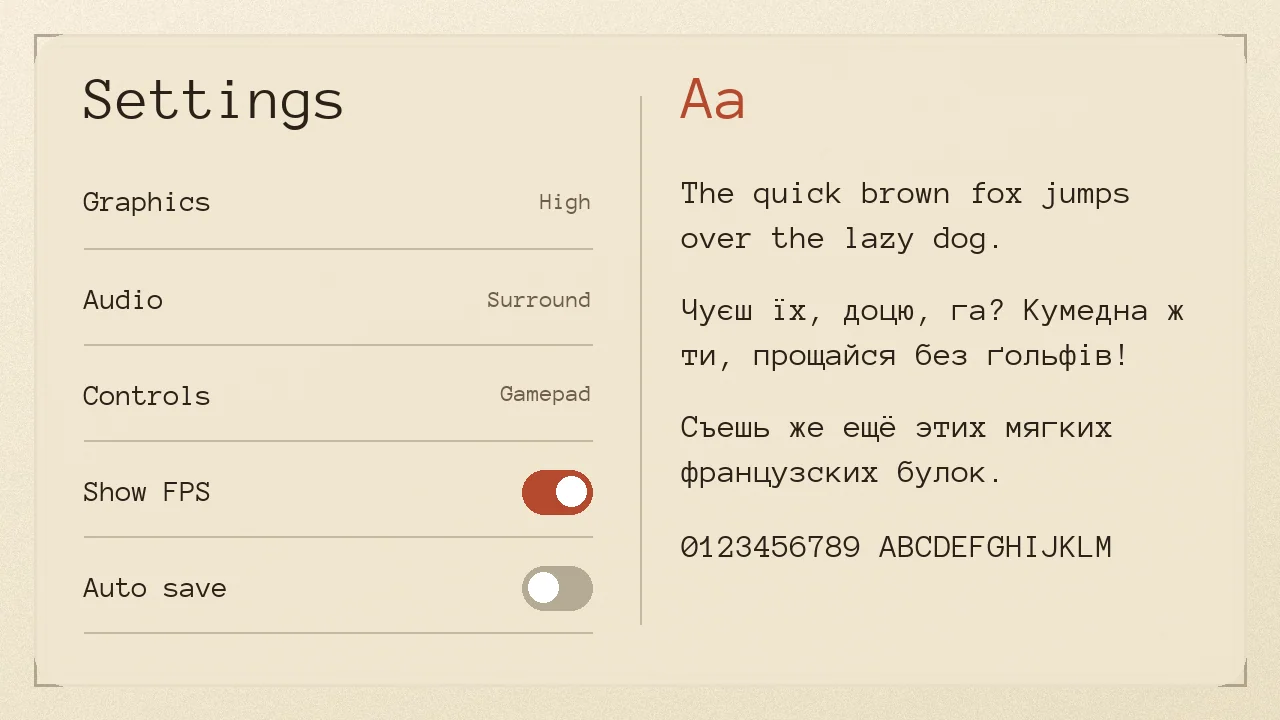 Settings
Graphics High
Audio Surround
Controls Gamepad
Show FPS
Auto save
Aa
The quick brown fox jumps
over the lazy dog.
Чуєш їх, доцю, га? Кумедна ж
ти, прощайся без ґольфів!
Съешь же ещё этих мягких
французских булок.
0123456789 ABCDEFGHIJKLM